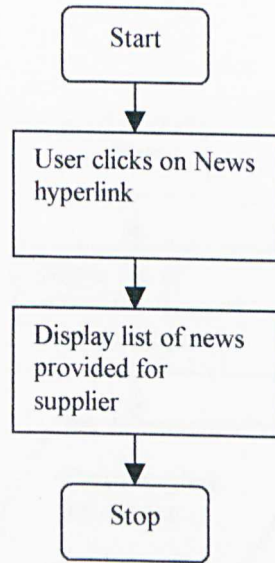 Start
User clicks on News
hyperlink
Display list of news
provided for
supplier
Stop